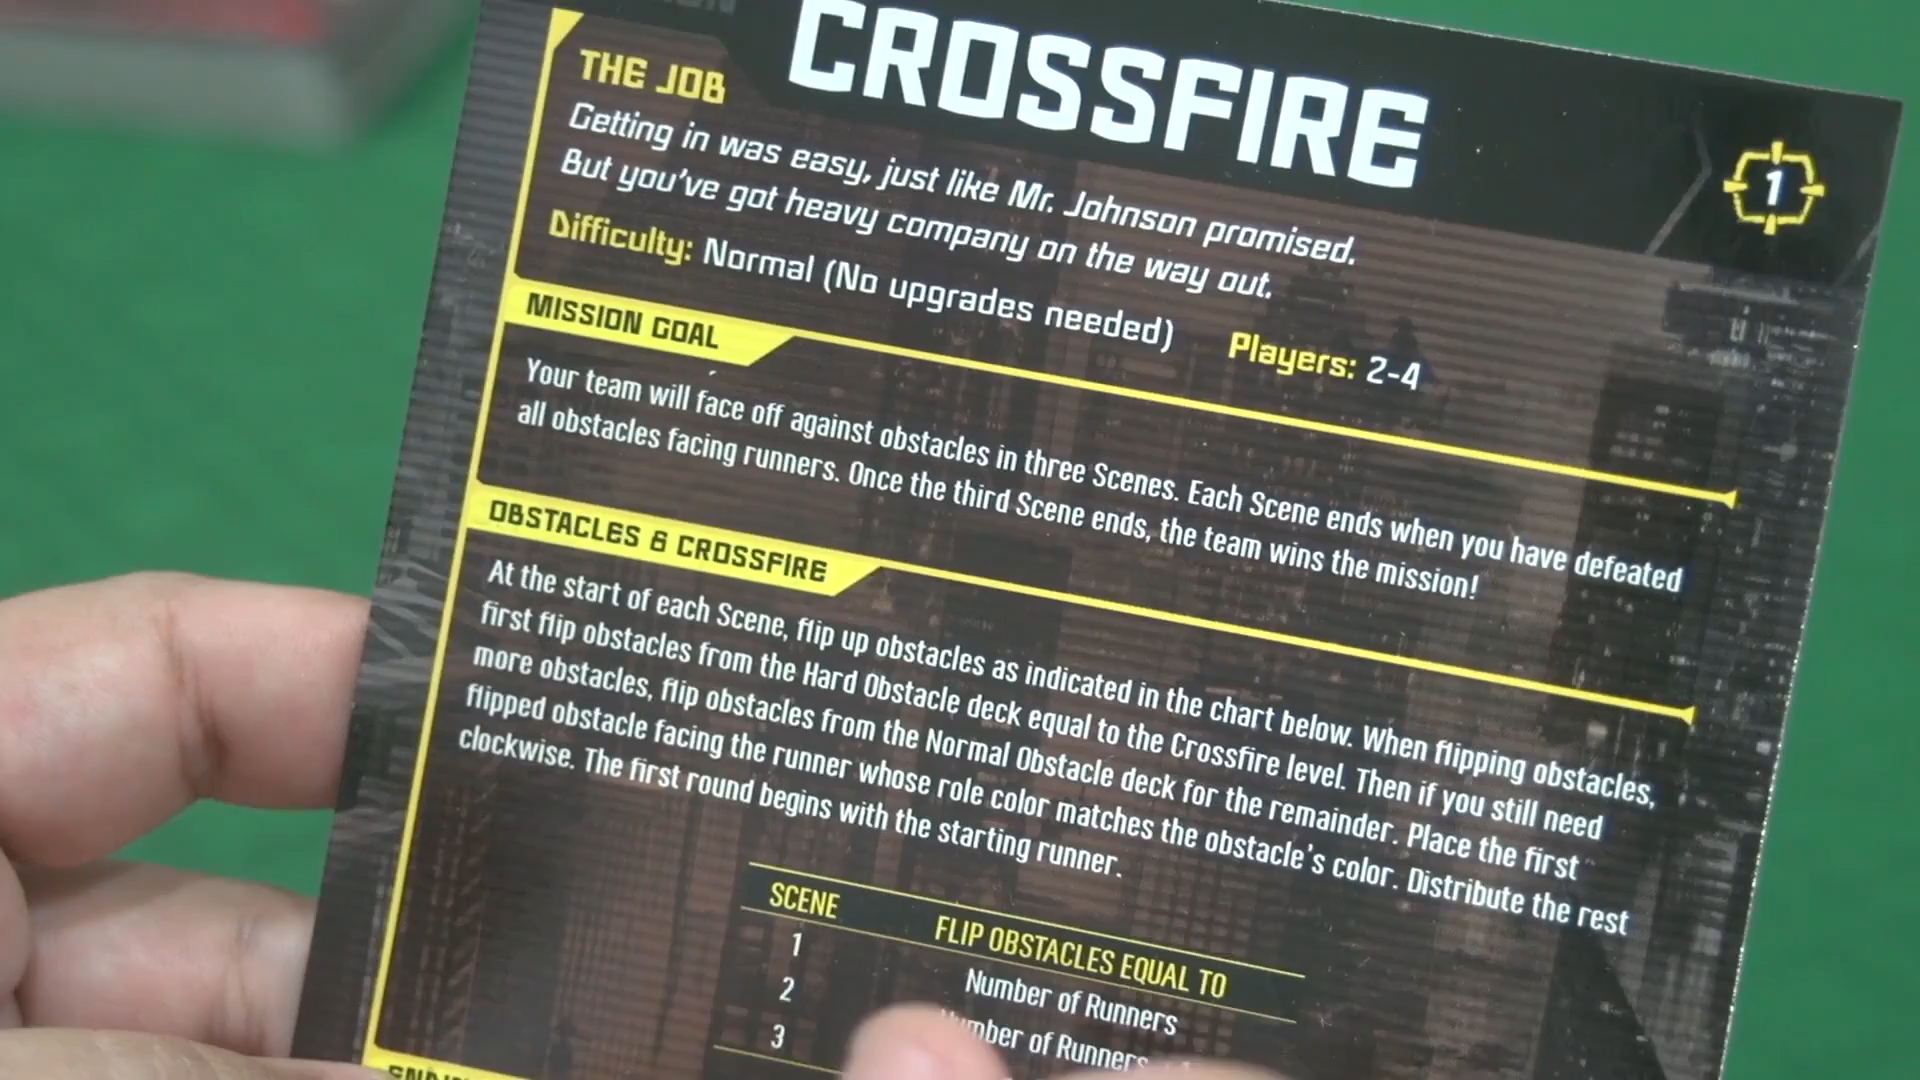 CROSSFIRE
1
THE JOB
Getting in was easy, just like Mr. Johnson promised.
But you've got heavy company on the way out.
Difficulty: Normal (No upgrades needed) Players: 2-4
MISSION GOAL
Your team will face off against obstacles in three Scenes. Each Scene ends when you have defeated
all obstacles facing runners. Once the third Scene ends, the team wins the mission!
OBSTACLES & CROSSFIRE
At the start of each Scene, flip up obstacles as indicated in the chart below. When flipping obstacles,
first flip obstacles from the Hard Obstacle deck equal to the Crossfire level. Then if you still need
more obstacles, flip obstacles from the Normal Obstacle deck for the remainder. Place the first
flipped obstacle facing the runner whose role color matches the obstacle's color. Distribute the rest
clockwise. The first round begins with the starting runner.
SCENE FLIP OBSTACLES EQUAL TO
1 Number of Runners
2 Number of Runners
3